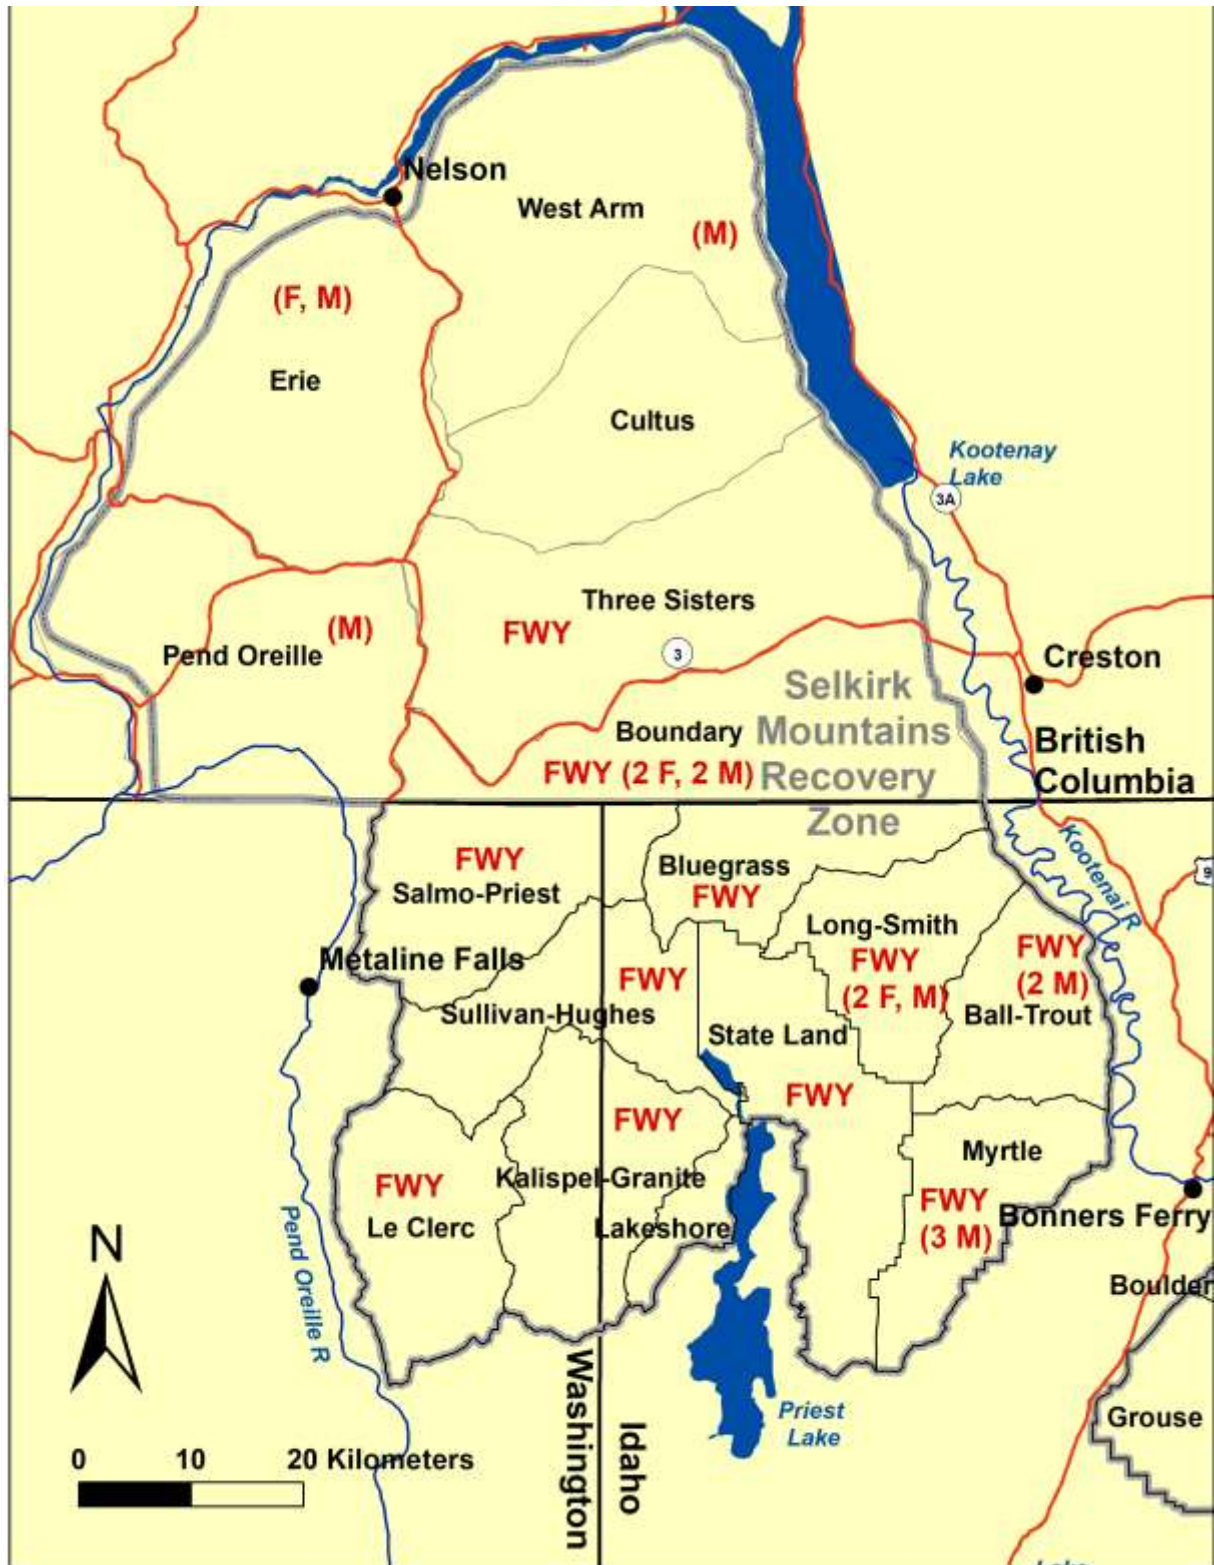 Nelson
West Arm
(M)
(F, M)
Erie
Cultus
Kootenay
Lake
3A
Three Sisters
FWY
(M)
Pend Oreille
3
Creston
Selkirk
Mountains
Recovery
Zone
Boundary
FWY (2 F, 2 M)
British
Columbia
Kootenai R
9
FWY
Salmo-Priest
Bluegrass
FWY
Long-Smith
FWY
(2 F, M)
FWY
(2 M)
Ball-Trout
Metaline Falls
FWY
Sullivan-Hughes
State Land
FWY
FWY
Myrtle
Kalispel-Granite
FWY
Le Clerc
FWY
(3 M)
Lakeshore
Bonners Ferry
N
Pend Oreille R
Boulder
Washington
Idaho
Priest
Lake
Grouse
0 10 20 Kilometers